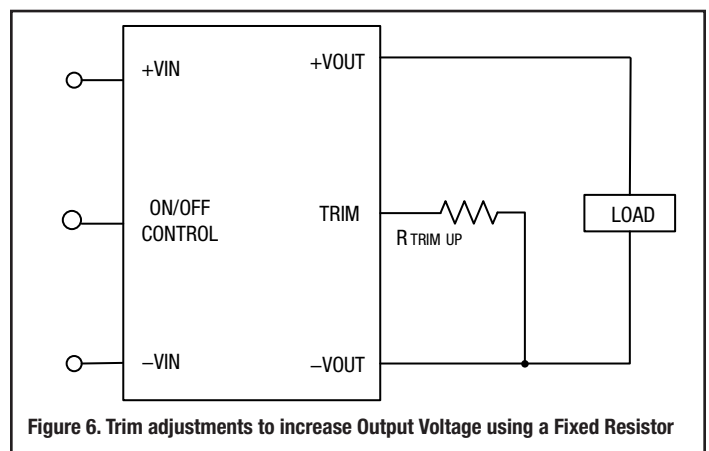 +VIN
+VOUT
ON/OFF
CONTROL
TRIM
R TRIM UP
LOAD
–VIN
–VOUT
Figure 6. Trim adjustments to increase Output Voltage using a Fixed Resistor